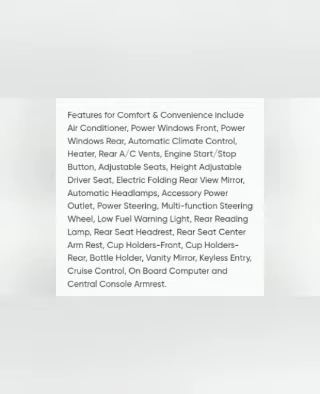 Features for Comfort & Convenience include
Air Conditioner, Power Windows Front, Power
Windows Rear, Automatic Climate Control,
Heater, Rear A/C Vents, Engine Start/Stop
Button, Adjustable Seats, Height Adjustable
Driver Seat, Electric Folding Rear View Mirror,
Automatic Headlamps, Accessory Power
Outlet, Power Steering, Multi-function Steering
Wheel, Low Fuel Warning Light, Rear Reading
Lamp, Rear Seat Headrest, Rear Seat Center
Arm Rest, Cup Holders-Front, Cup Holders-
Rear, Bottle Holder, Vanity Mirror, Keyless Entry,
Cruise Control, On Board Computer and
Central Console Armrest.